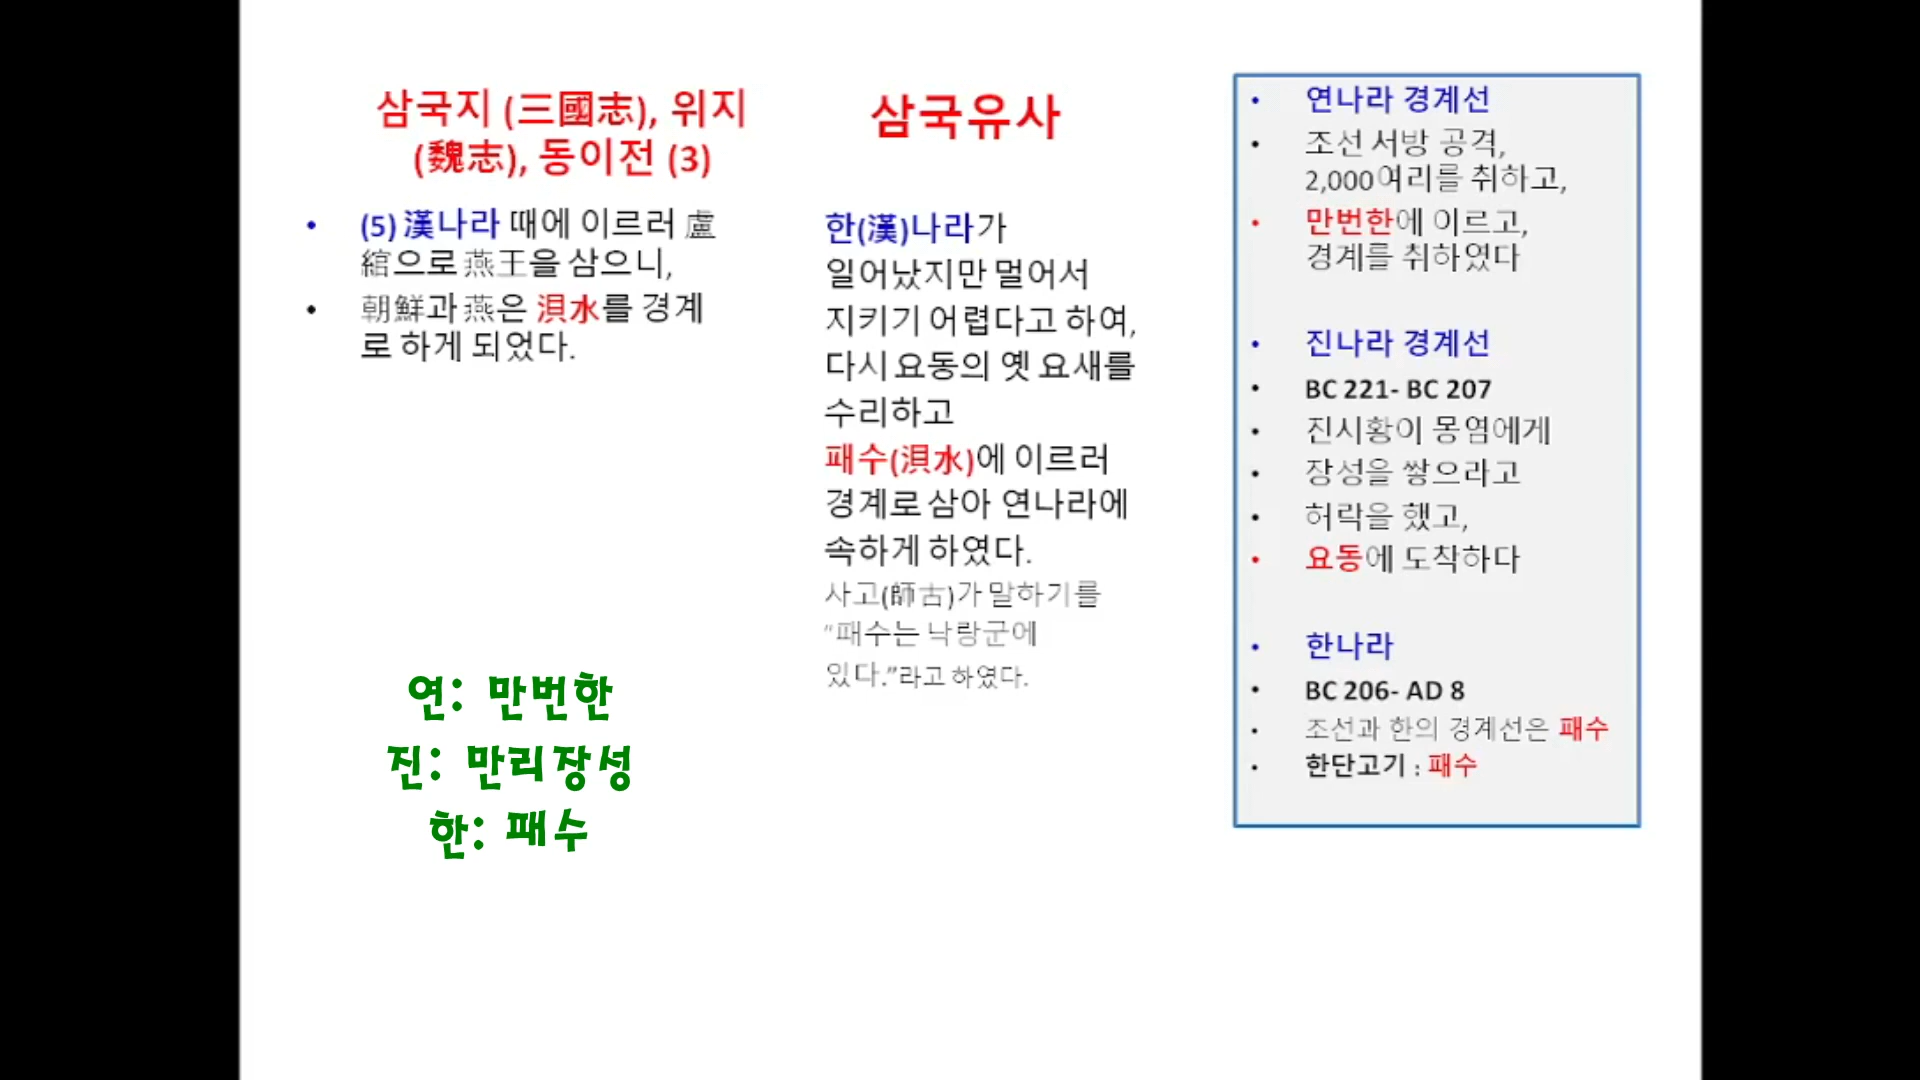 삼국지 (三國志), 위지
(魏志), 동이전 (3)
• (5) 漢나라 때에 이르러 盧
綰으로 燕王을 삼으니,
• 朝鮮과 燕은 浿水를 경계
로 하게 되었다.
연: 만번한
진: 만리장성
한: 패수
삼국유사
한(漢)나라가
일어났지만 멀어서
지키기 어렵다고 하여,
다시 요동의 옛 요새를
수리하고
패수(浿水)에 이르러
경계로 삼아 연나라에
속하게 하였다.
사고(師古)가 말하기를
“패수는 낙랑군에
있다.”라고 하였다.
• 연나라 경계선
• 조선 서방 공격,
2,000여리를 취하고,
• 만번한에 이르고,
경계를 취하였다
• 진나라 경계선
• BC 221- BC 207
• 진시황이 몽염에게
• 장성을 쌓으라고
• 허락을 했고,
• 요동에 도착하다
• 한나라
• BC 206- AD 8
• 조선과 한의 경계선은 패수
• 한단고기 : 패수